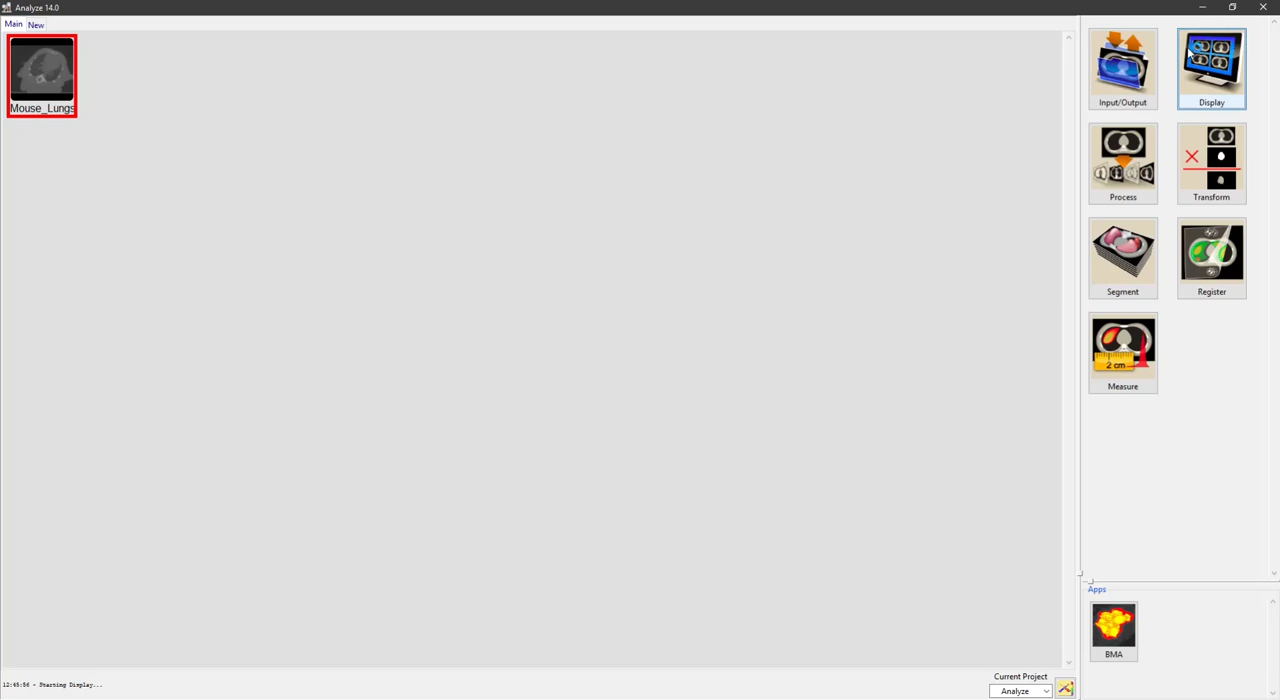 Analyze 14.0
Main New
Mouse_Lungs
Input/Output
Display
Process
Transform
Segment
Register
2 cm
Measure
Apps
BMA
Current Project
Analyze
12:45:56 - Starting Display...